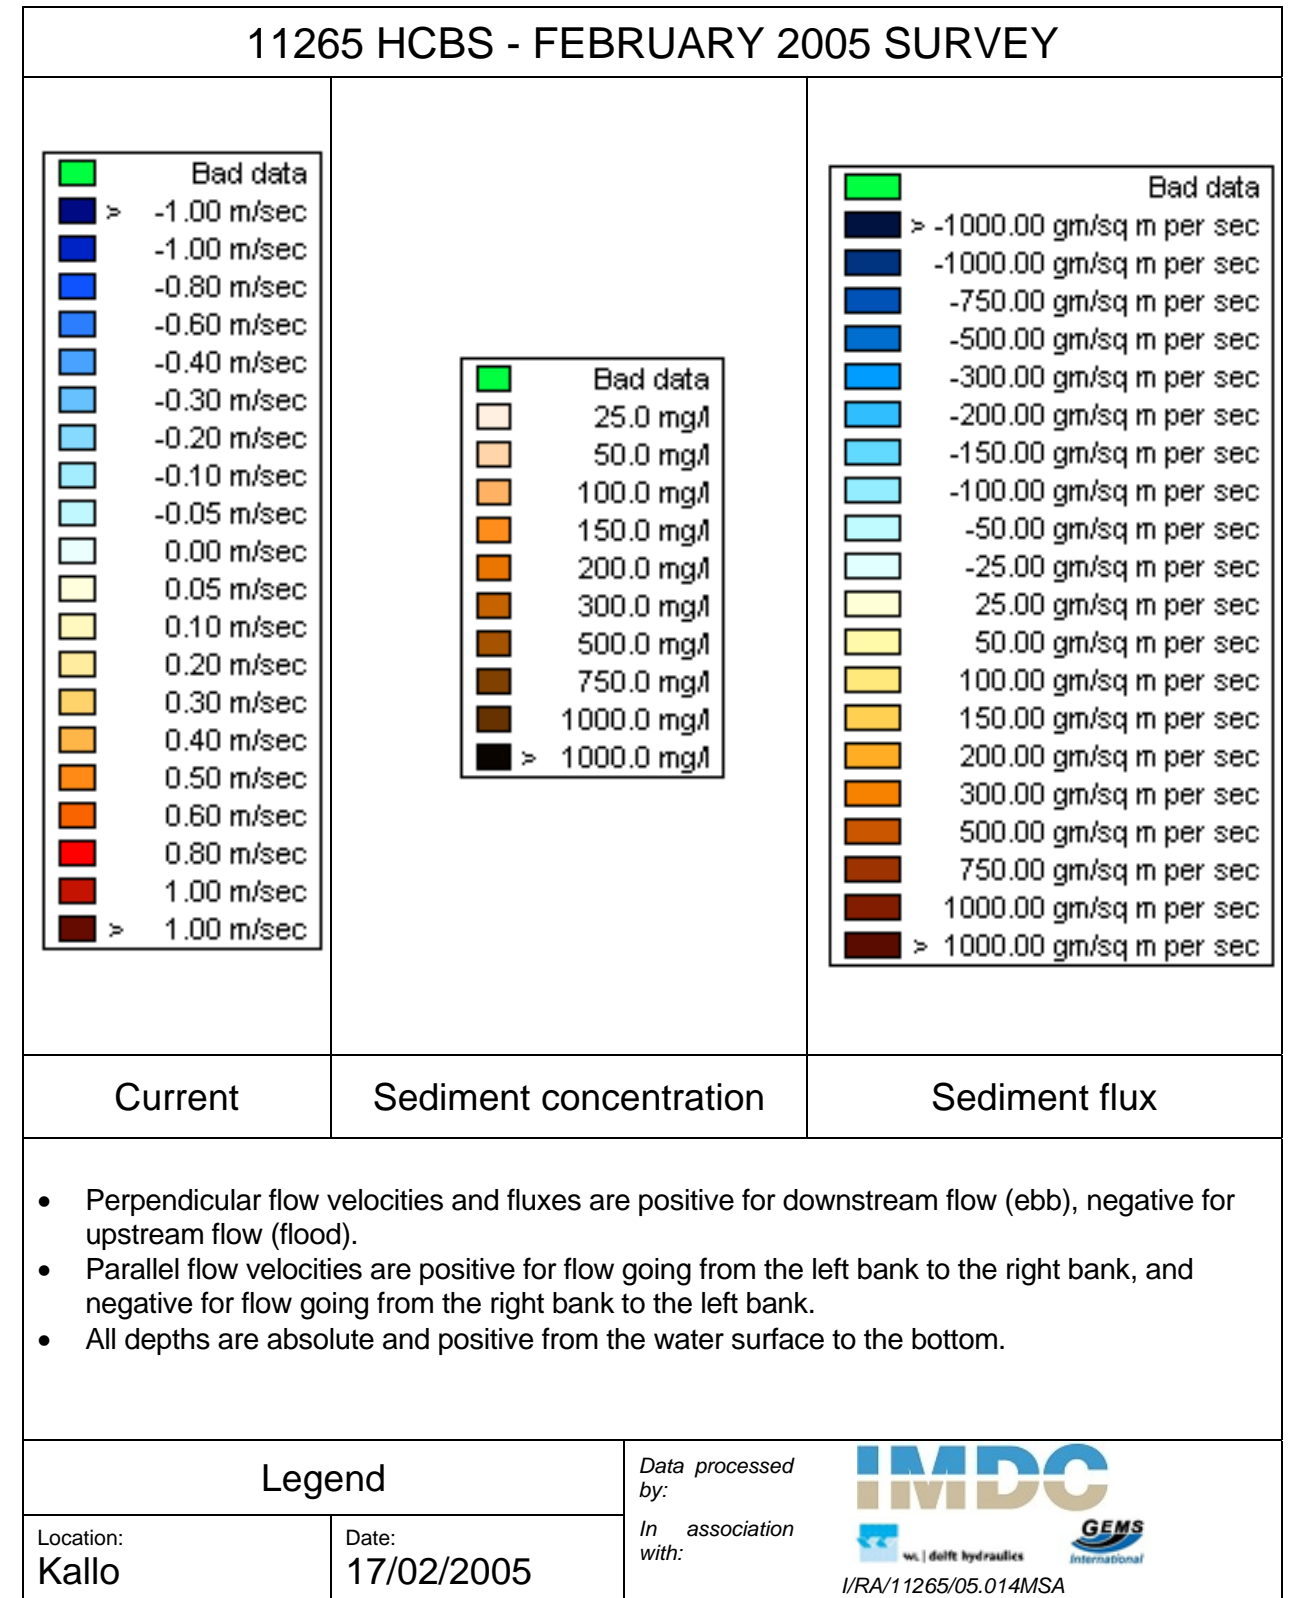 11265 HCBS - FEBRUARY 2005 SURVEY
Bad data
> -1.00 m/sec
-1.00 m/sec
-0.80 m/sec
-0.60 m/sec
-0.40 m/sec
-0.30 m/sec
-0.20 m/sec
-0.10 m/sec
-0.05 m/sec
0.00 m/sec
0.05 m/sec
0.10 m/sec
0.20 m/sec
0.30 m/sec
0.40 m/sec
0.50 m/sec
0.60 m/sec
0.80 m/sec
1.00 m/sec
> 1.00 m/sec
Bad data
25.0 mg/l
50.0 mg/l
100.0 mg/l
150.0 mg/l
200.0 mg/l
300.0 mg/l
500.0 mg/l
750.0 mg/l
1000.0 mg/l
> 1000.0 mg/l
Bad data
> -1000.00 gm/sq m per sec
-1000.00 gm/sq m per sec
-750.00 gm/sq m per sec
-500.00 gm/sq m per sec
-300.00 gm/sq m per sec
-200.00 gm/sq m per sec
-150.00 gm/sq m per sec
-100.00 gm/sq m per sec
-50.00 gm/sq m per sec
-25.00 gm/sq m per sec
25.00 gm/sq m per sec
50.00 gm/sq m per sec
100.00 gm/sq m per sec
150.00 gm/sq m per sec
200.00 gm/sq m per sec
300.00 gm/sq m per sec
500.00 gm/sq m per sec
750.00 gm/sq m per sec
1000.00 gm/sq m per sec
> 1000.00 gm/sq m per sec
Current
Sediment concentration
Sediment flux
• Perpendicular flow velocities and fluxes are positive for downstream flow (ebb), negative for
upstream flow (flood).
• Parallel flow velocities are positive for flow going from the left bank to the right bank, and
negative for flow going from the right bank to the left bank.
• All depths are absolute and positive from the water surface to the bottom.
Legend
Location:
Kallo
Date:
17/02/2005
Data processed
by:
In association
with:
IMDC
wL | delft hydraulics
GEMS
International
I/RA/11265/05.014MSA